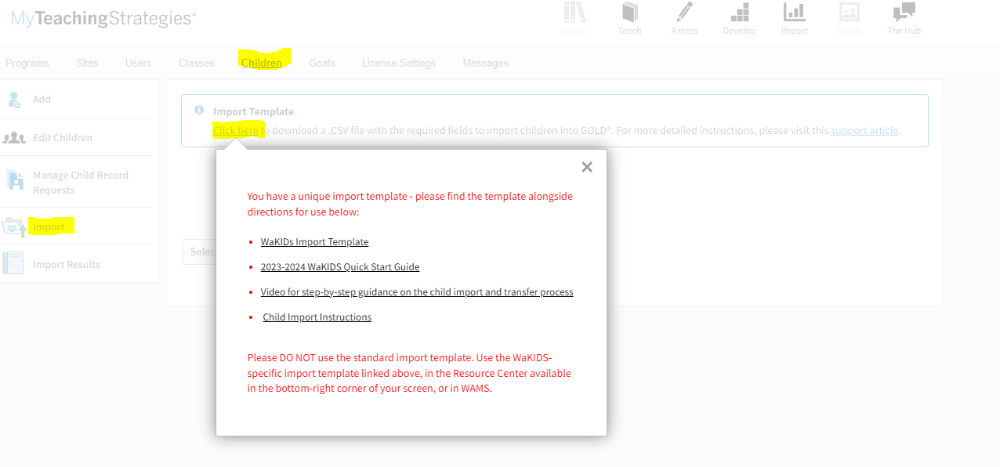 MyTeachingStrategies™
Library Teach Assess Develop Report Family The Hub
Programs Sites Users Classes Children Goals License Settings Messages
Add
Edit Children
Manage Child Record
Requests
Import
Import Results
Import Template
Click here to download a .CSV file with the required fields to import children into GOLD®. For more detailed instructions, please visit this support article.
Selec
×
You have a unique import template - please find the template alongside
directions for use below:
• WaKIDs Import Template
• 2023-2024 WaKIDS Quick Start Guide
• Video for step-by-step guidance on the child import and transfer process
• Child Import Instructions
Please DO NOT use the standard import template. Use the WaKIDS-
specific import template linked above, in the Resource Center available
in the bottom-right corner of your screen, or in WAMS.